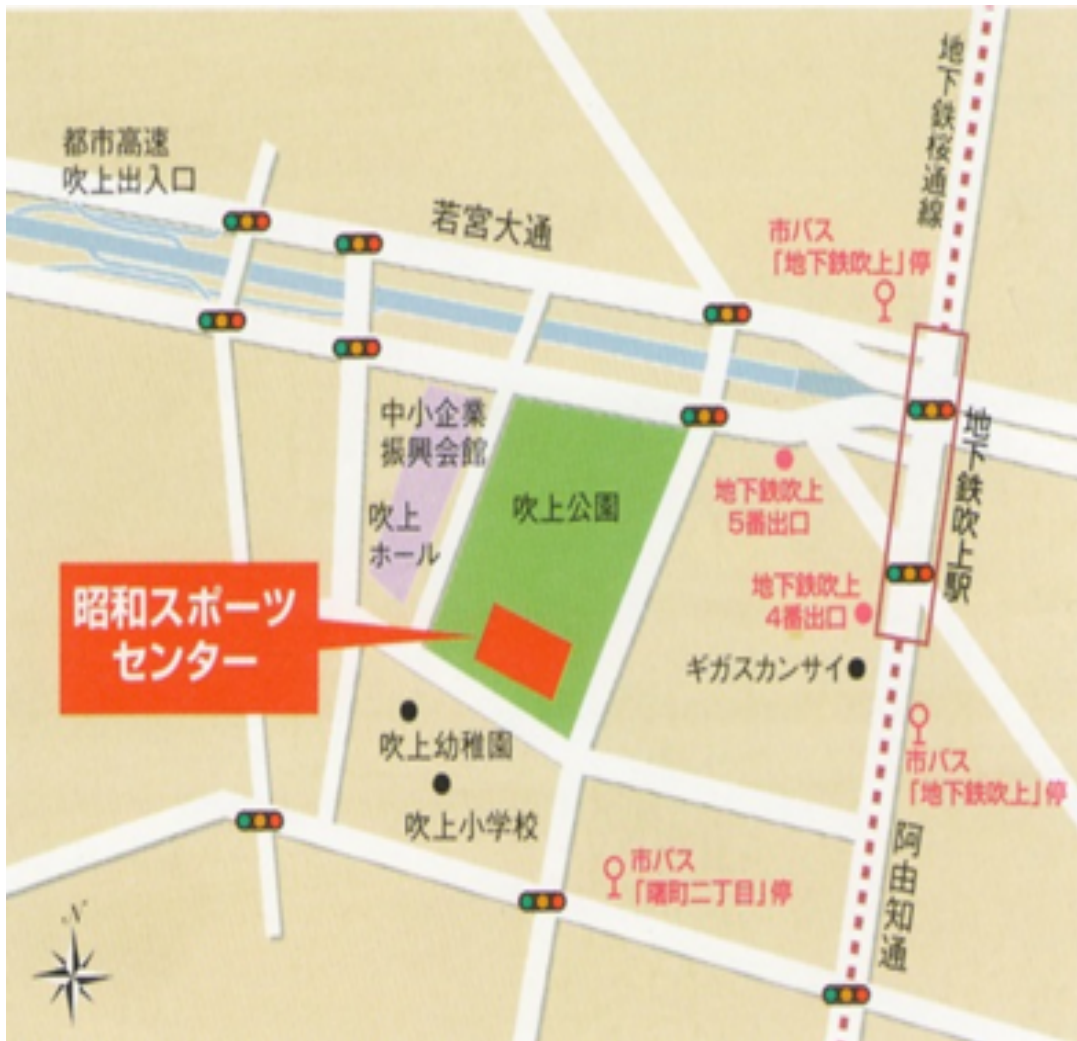 都市高速
吹上出入口
若宮大通
地下鉄桜通線
市バス
「地下鉄吹上」停
中小企業
振興会館
吹上
ホール
吹上公園
地下鉄吹上
5番出口
地下鉄吹上駅
地下鉄吹上
4番出口
昭和スポーツ
センター
ギガスカンサイ
吹上幼稚園
市バス
「地下鉄吹上」停
吹上小学校
阿由知通
市バス
「曙町二丁目」停
N